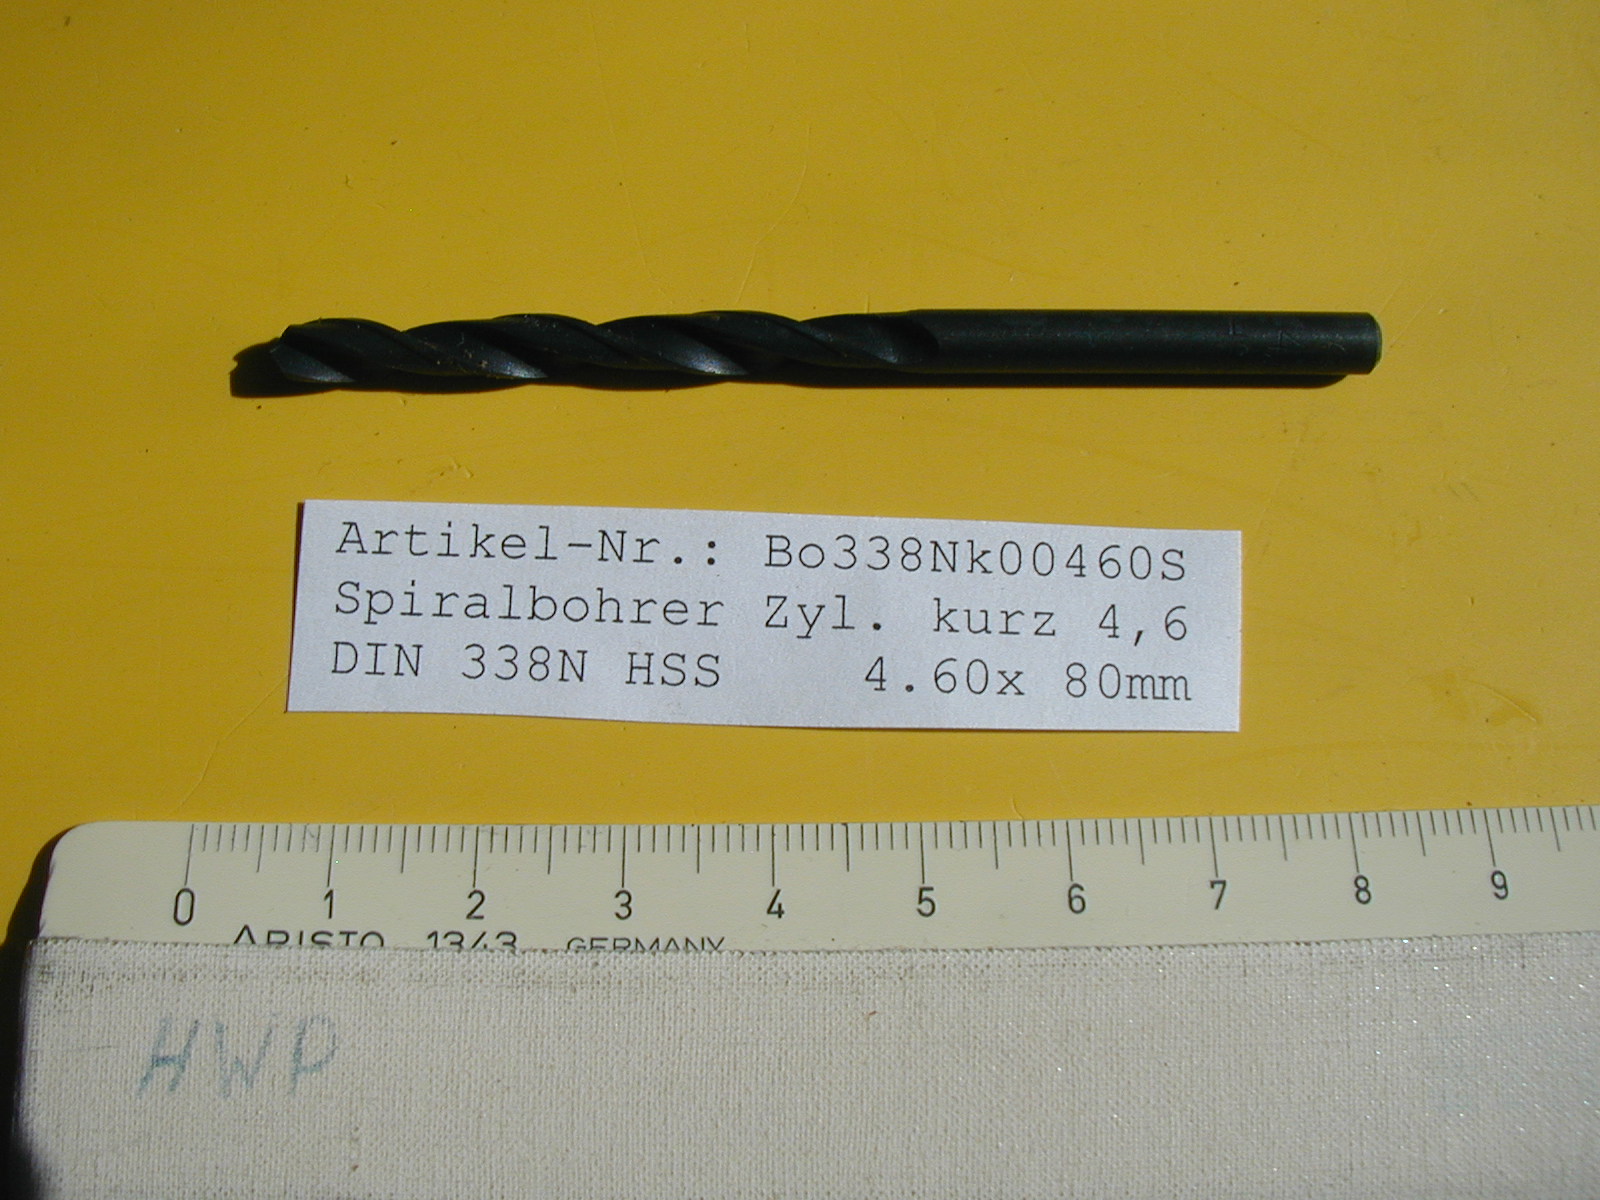 Artikel-Nr.: Bo338Nk00460S
Spiralbohrer Zyl. kurz 4,6
DIN 338N HSS 4.60x 80mm
0 1 2 3 4 5 6 7 8 9
ARISTO 1343 GERMANY
HWP